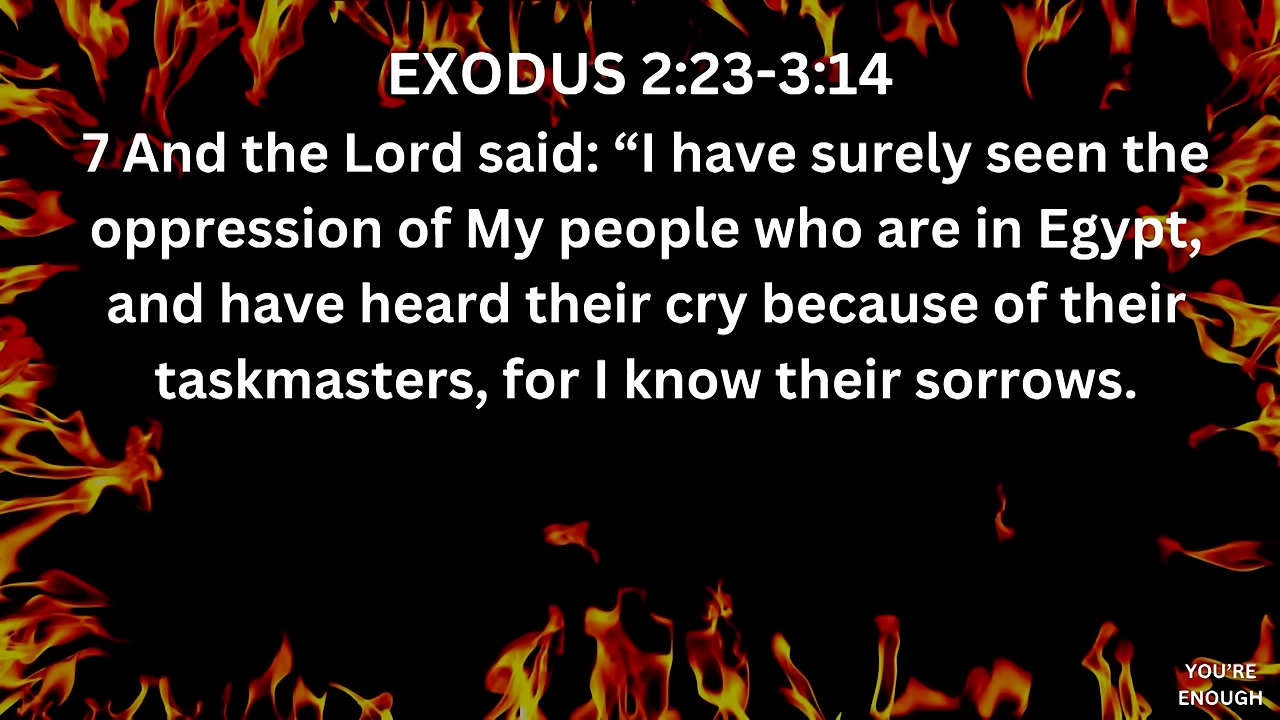 EXODUS 2:23-3:14
7 And the Lord said: “I have surely seen the
oppression of My people who are in Egypt,
and have heard their cry because of their
taskmasters, for I know their sorrows.
YOU’RE
ENOUGH